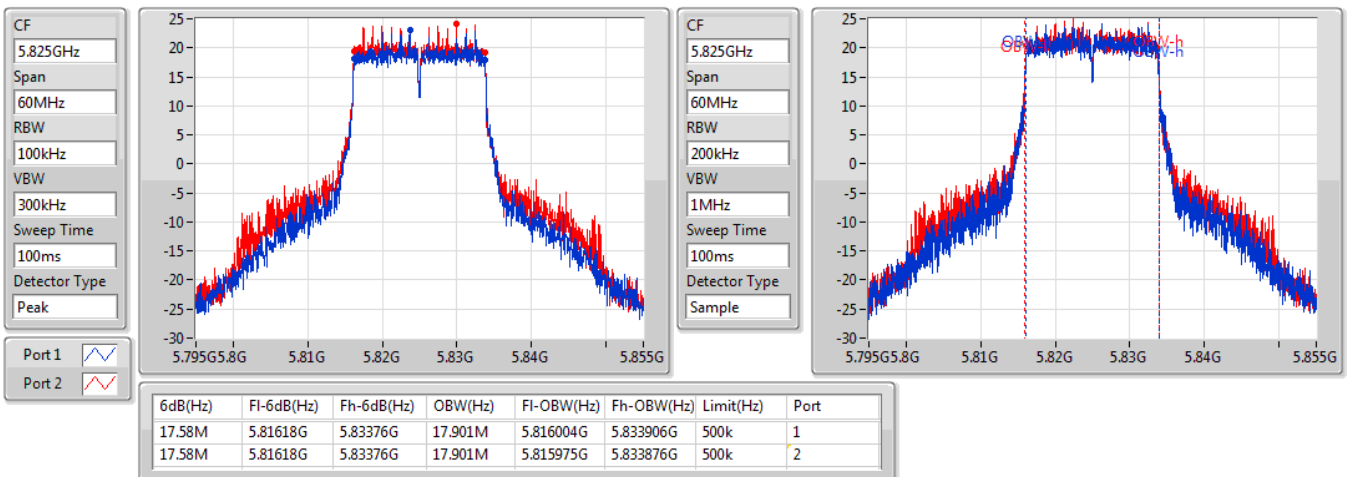 CF
5.825GHz
Span
60MHz
RBW
100kHz
VBW
300kHz
Sweep Time
100ms
Detector Type
Peak
Port 1
Port 2
25
20
15
10
5
0
-5
-10
-15
-20
-25
-30
5.795G 5.8G 5.81G 5.82G 5.83G 5.84G 5.855G
CF
5.825GHz
Span
60MHz
RBW
200kHz
VBW
1MHz
Sweep Time
100ms
Detector Type
Sample
25
20
15
10
5
0
-5
-10
-15
-20
-25
-30
5.795G 5.8G 5.81G 5.82G 5.83G 5.84G 5.855G
6dB(Hz) Fl-6dB(Hz) Fh-6dB(Hz) OBW(Hz) Fl-OBW(Hz) Fh-OBW(Hz) Limit(Hz) Port
17.58M 5.81618G 5.83376G 17.901M 5.816004G 5.833906G 500k 1
17.58M 5.81618G 5.83376G 17.901M 5.815975G 5.833876G 500k 2